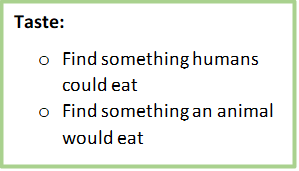 Taste:
o Find something humans
could eat
o Find something an animal
would eat